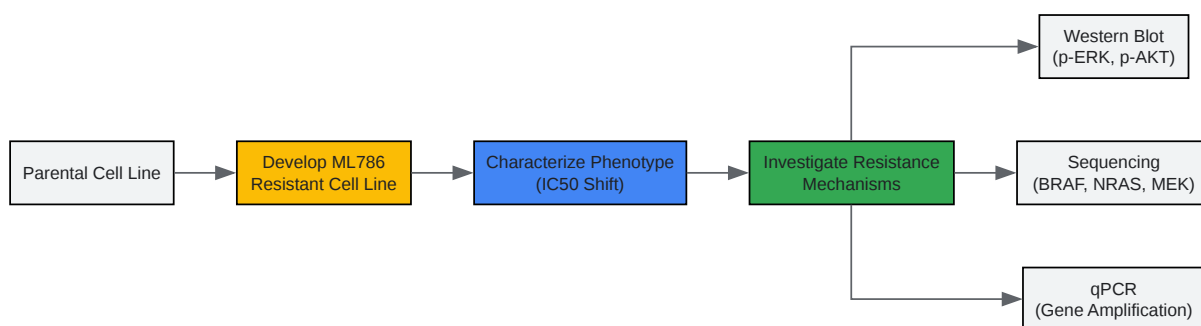 Parental Cell Line
Develop ML786
Resistant Cell Line
Characterize Phenotype
(IC50 Shift)
Investigate Resistance
Mechanisms
Western Blot
(p-ERK, p-AKT)
Sequencing
(BRAF, NRAS, MEK)
qPCR
(Gene Amplification)